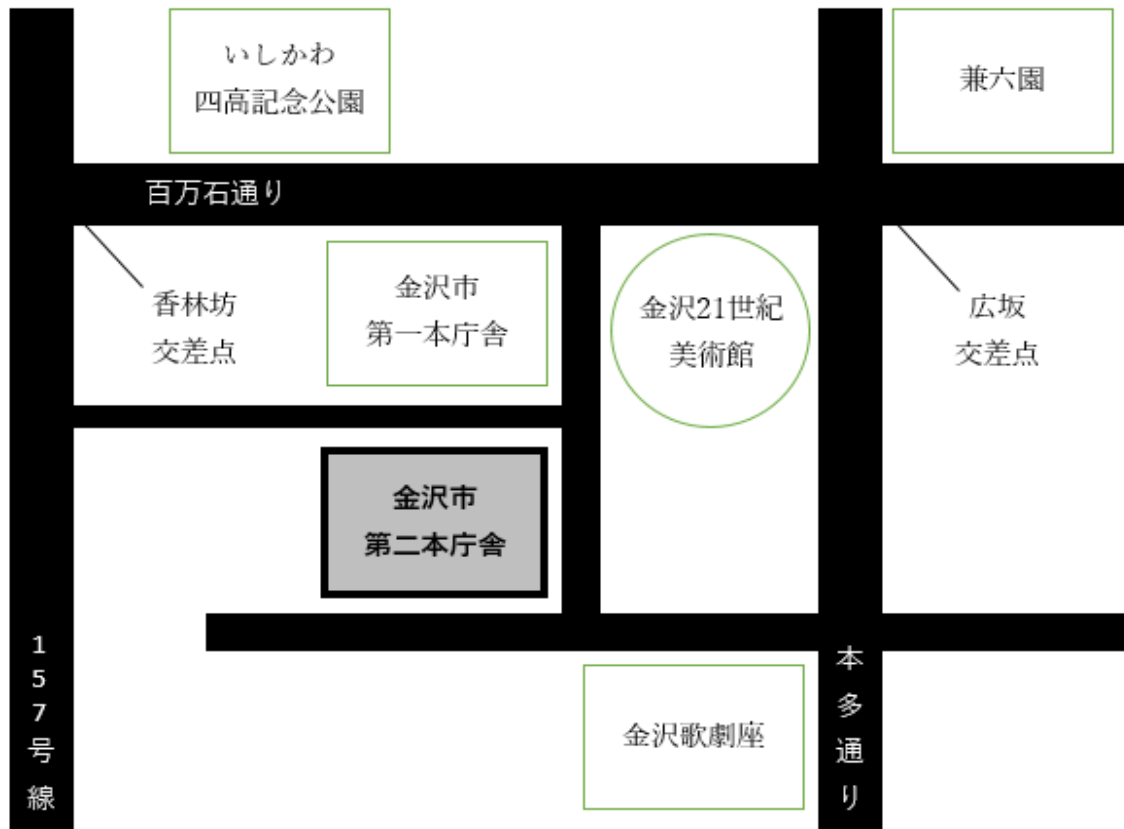 いしかわ
四高記念公園
兼六園
百万石通り
香林坊
交差点
金沢市
第一本庁舎
金沢21世紀
美術館
広坂
交差点
金沢市
第二本庁舎
157号線
金沢歌劇座
本多通り